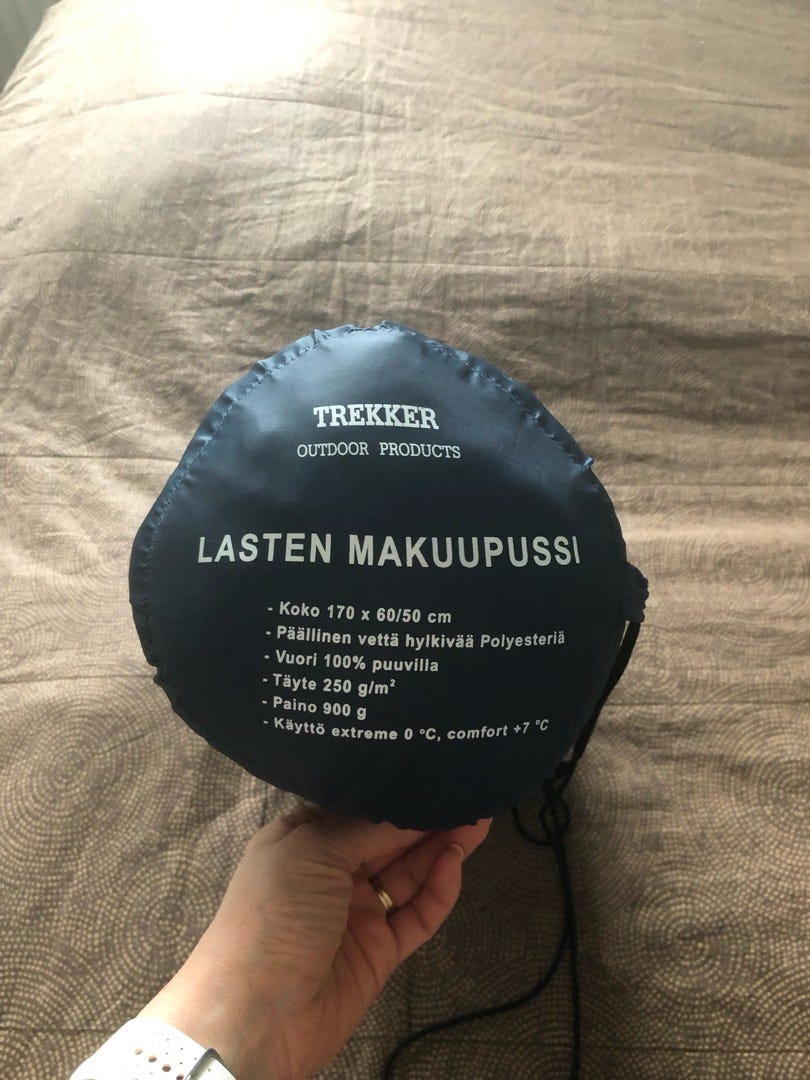 TREKKER
OUTDOOR PRODUCTS
LASTEN MAKUUPUSSI
- Koko 170 x 60/50 cm
- Päällinen vettä hylkivää Polyesteriä
- Vuori 100% puuvilla
- Täyte 250 g/m²
- Paino 900 g
- Käyttö extreme 0 °C, comfort +7 °C